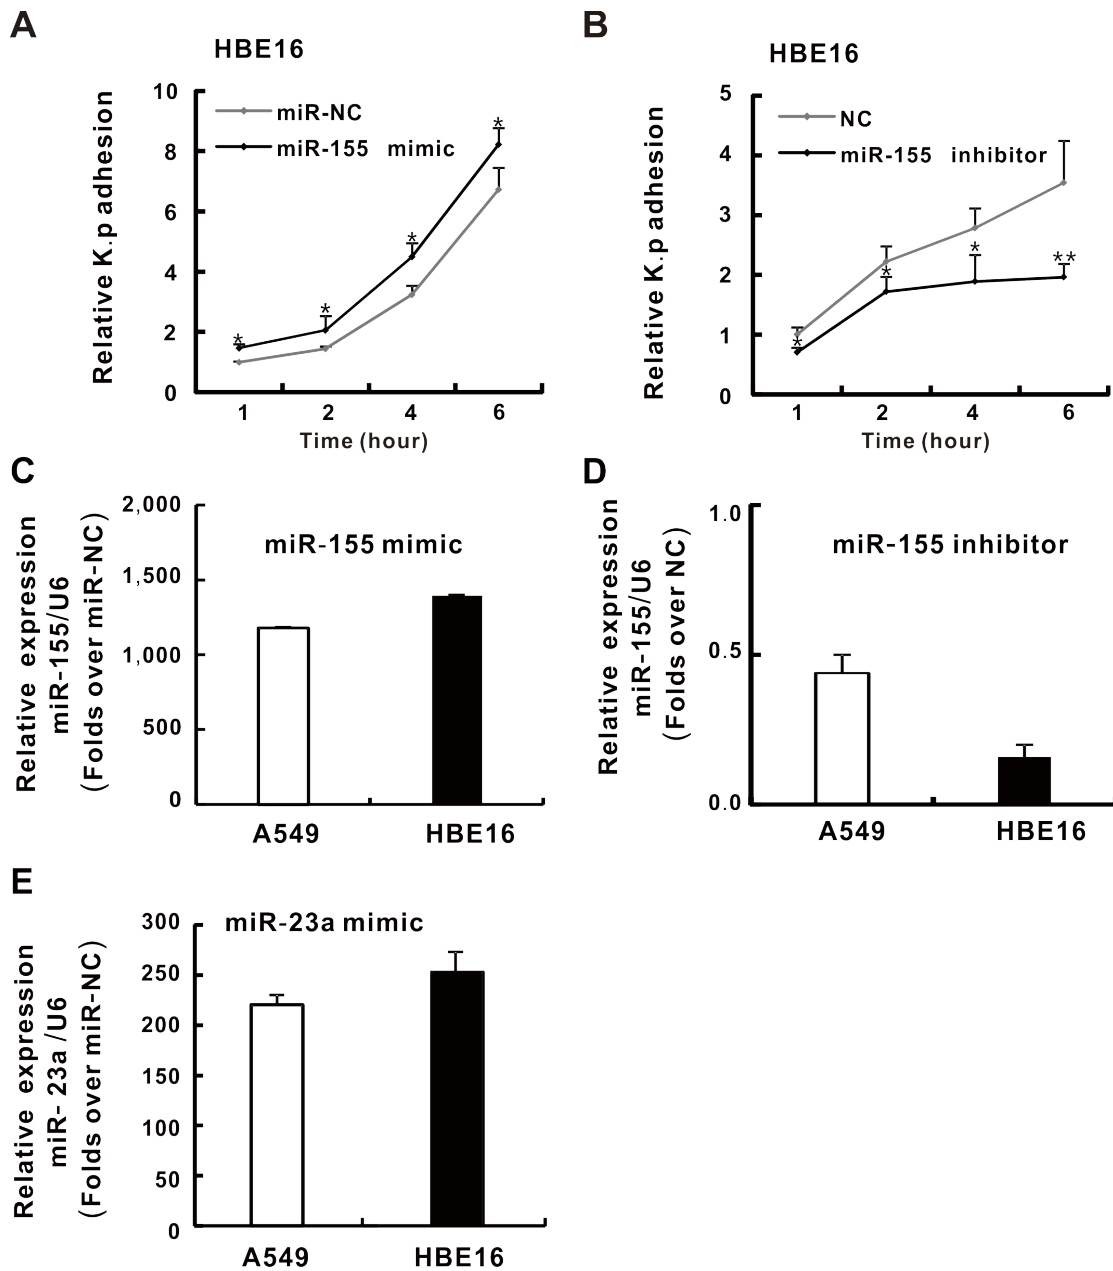 A
HBE16
Relative K.p adhesion
10
8
6
4
2
0
miR-NC
miR-155 mimic
*
*
*
*
1 2 4 6
Time (hour)
B
HBE16
Relative K.p adhesion
5
4
3
2
1
0
NC
miR-155 inhibitor
*
*
*
**
1 2 4 6
Time (hour)
C
Relative expression
miR-155/U6
(Folds over miR-NC)
2,000
1,500
1,000
500
0
miR-155 mimic
A549 HBE16
D
Relative expression
miR-155/U6
(Folds over NC)
1.0
0.5
0.0
miR-155 inhibitor
A549 HBE16
E
Relative expression
miR- 23a /U6
(Folds over miR-NC)
300
250
200
150
100
50
0
miR-23a mimic
A549 HBE16